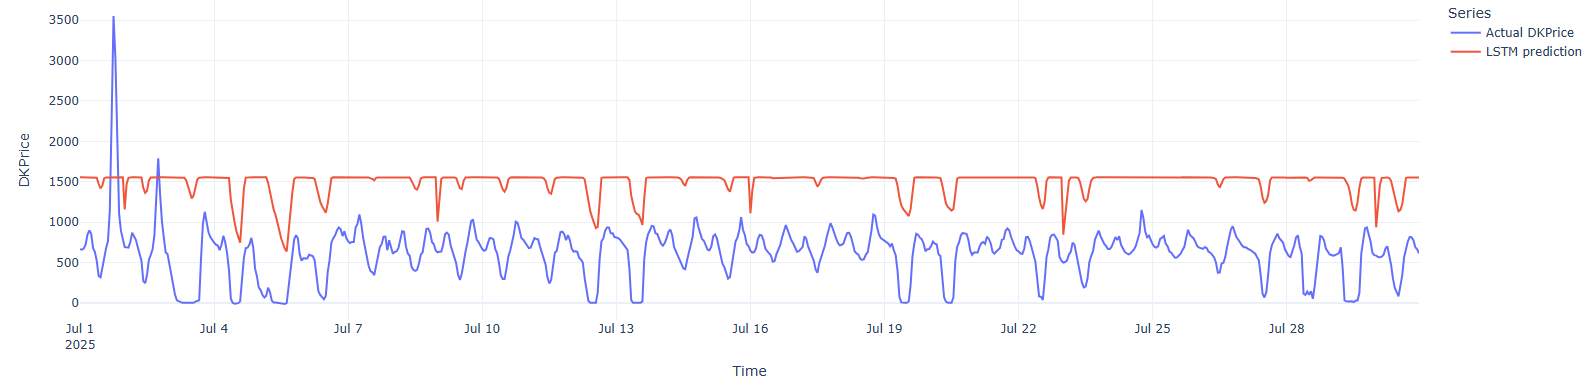 Series
Actual DKPrice
LSTM prediction
DKPrice
3500
3000
2500
2000
1500
1000
500
0
Jul 1
2025
Jul 4
Jul 7
Jul 10
Jul 13
Jul 16
Jul 19
Jul 22
Jul 25
Jul 28
Time